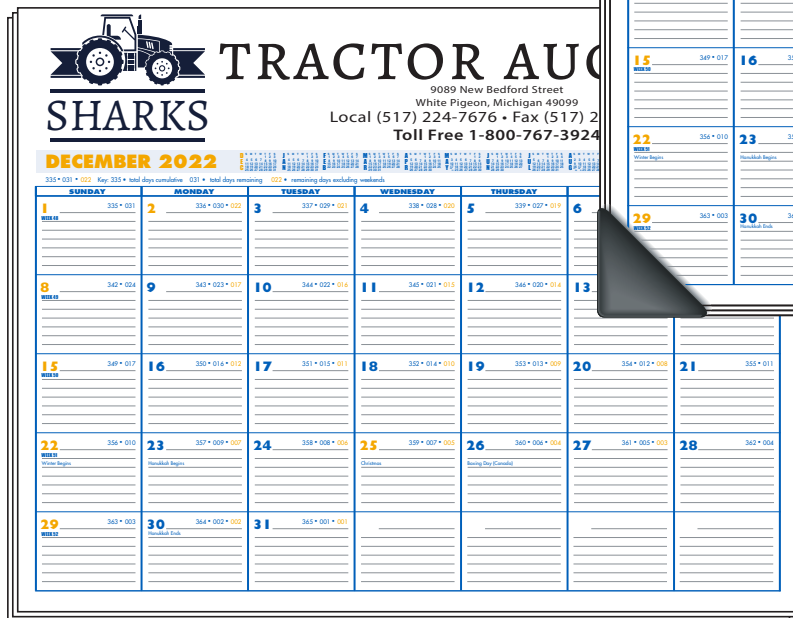 SHARKS
TRACTOR AUC
9089 New Bedford Street
White Pigeon, Michigan 49099
Local (517) 224-7676 • Fax (517) 2
Toll Free 1-800-767-3924
DECEMBER 2022
335 • 031 • 022 Key: 335 • total days cumulative 031 • total days remaining 022 • remaining days excluding weekends
SUNDAY MONDAY TUESDAY WEDNESDAY THURSDAY
1 335 • 031 2 336 • 030 • 022 3 337 • 029 • 021 4 338 • 028 • 020 5 339 • 027 • 019 6
WEEK 48
8 342 • 024 9 343 • 023 • 017 10 344 • 022 • 016 11 345 • 021 • 015 12 346 • 020 • 014 13
WEEK 49
15 349 • 017 16 350 • 016 • 012 17 351 • 015 • 011 18 352 • 014 • 010 19 353 • 013 • 009 20 354 • 012 • 008 21 355 • 011
WEEK 50
22 356 • 010 23 357 • 009 • 007 24 358 • 008 • 006 25 359 • 007 • 005 26 360 • 006 • 004 27 361 • 005 • 003 28 362 • 004
WEEK 51
Winter Begins Hanukkah Begins Christmas Boxing Day (Canada)
29 363 • 003 30 364 • 002 • 002 31 365 • 001 • 001
WEEK 52 Hanukkah Ends
15 349 • 017 16
WEEK 50
22 356 • 010 23
WEEK 51
Winter Begins Hanukkah Begins
29 363 • 003 30
WEEK 52 Hanukkah Ends